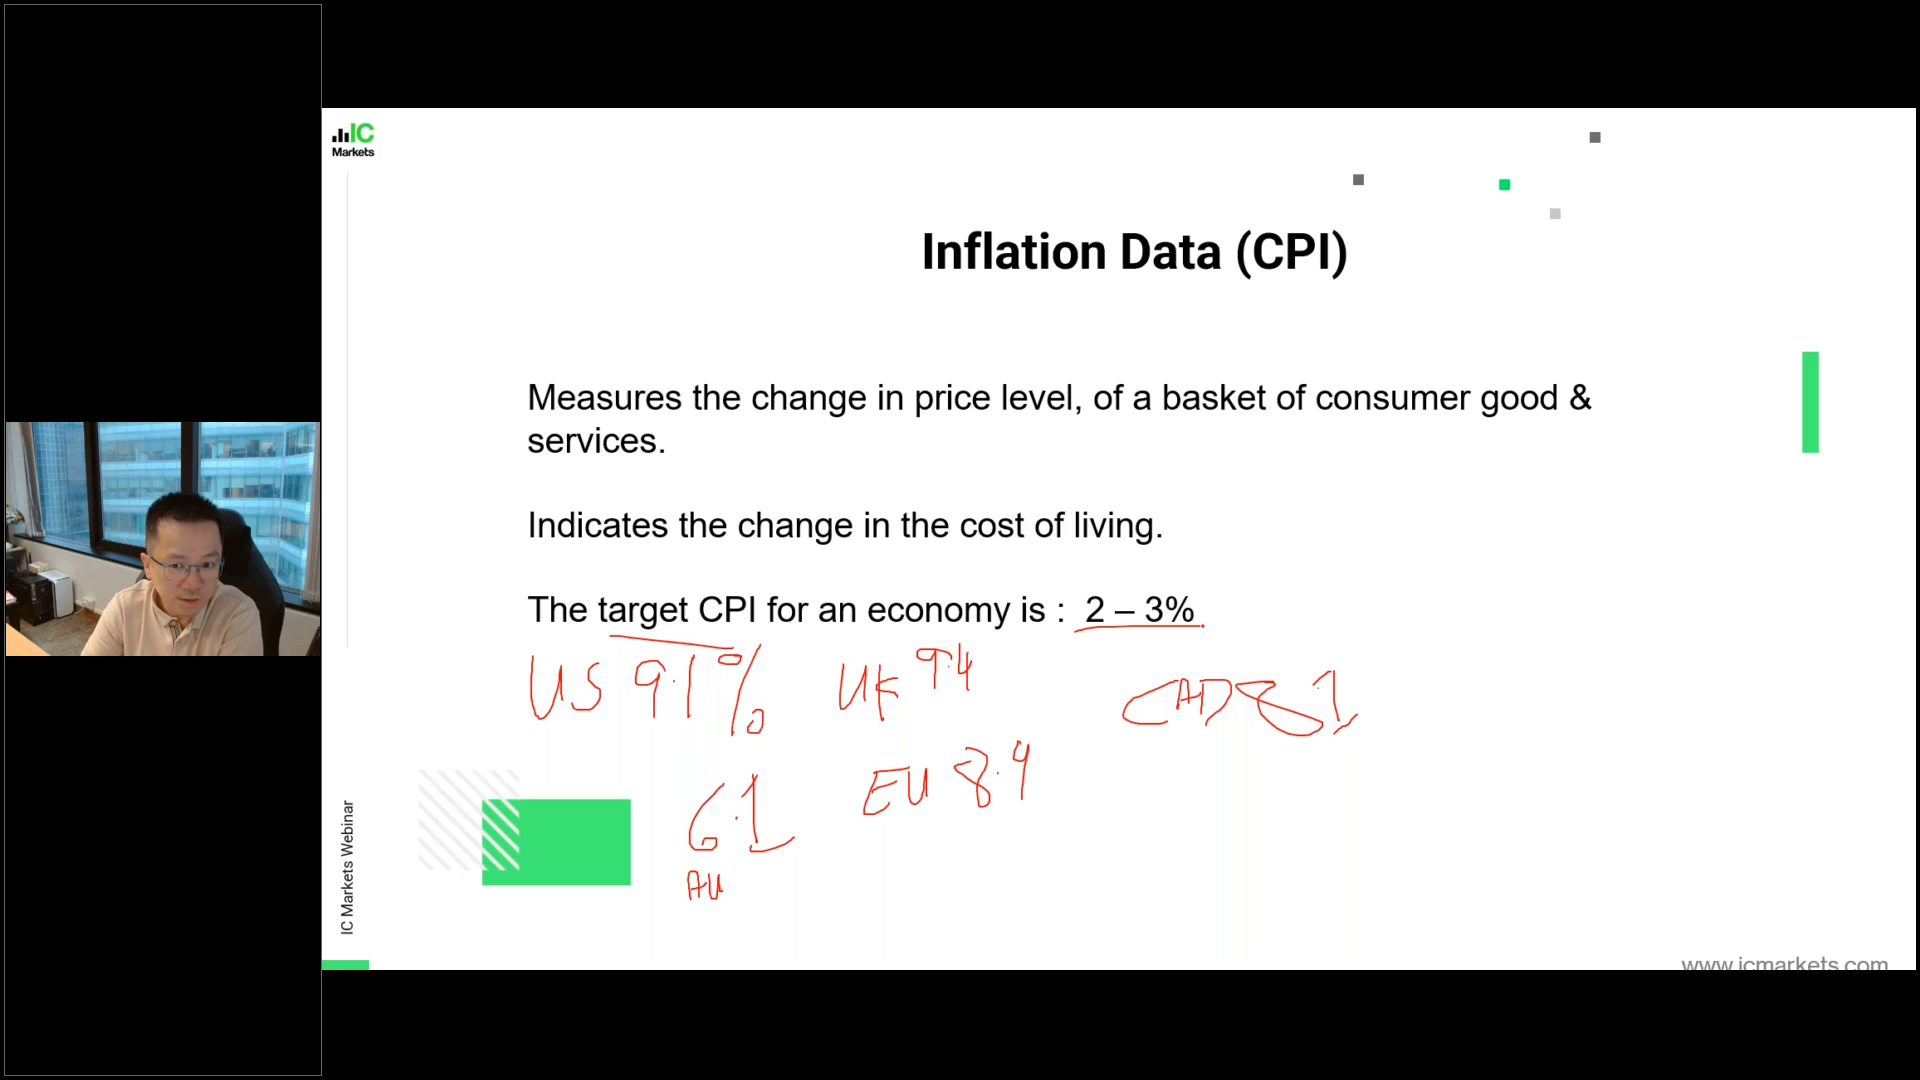 IC
Markets
Inflation Data (CPI)
Measures the change in price level, of a basket of consumer good &
services.
Indicates the change in the cost of living.
The target CPI for an economy is : 2 – 3%
US 9.1%
UK 9.4
CAD 8.1
EU 8.9
6.1
AU
IC Markets Webinar
www.icmarkets.com